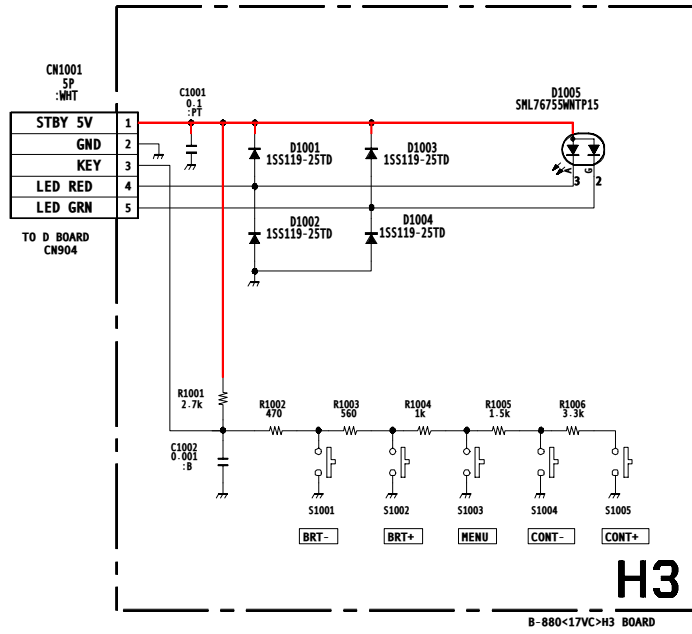 CN1001
5P
:WHT
STBY 5V 1
GND 2
KEY 3
LED RED 4
LED GRN 5
TO D BOARD
CN904
C1001
0.1
:PT
D1001
1SS119-25TD
D1003
1SS119-25TD
D1002
1SS119-25TD
D1004
1SS119-25TD
D1005
SML76755WNTP15
A
G
3
2
R1001
2.7k
C1002
0.001
:B
R1002
470
R1003
560
R1004
1k
R1005
1.5k
R1006
3.3k
S1001
S1002
S1003
S1004
S1005
BRT-
BRT+
MENU
CONT-
CONT+
H3
B-880<17VC>H3 BOARD